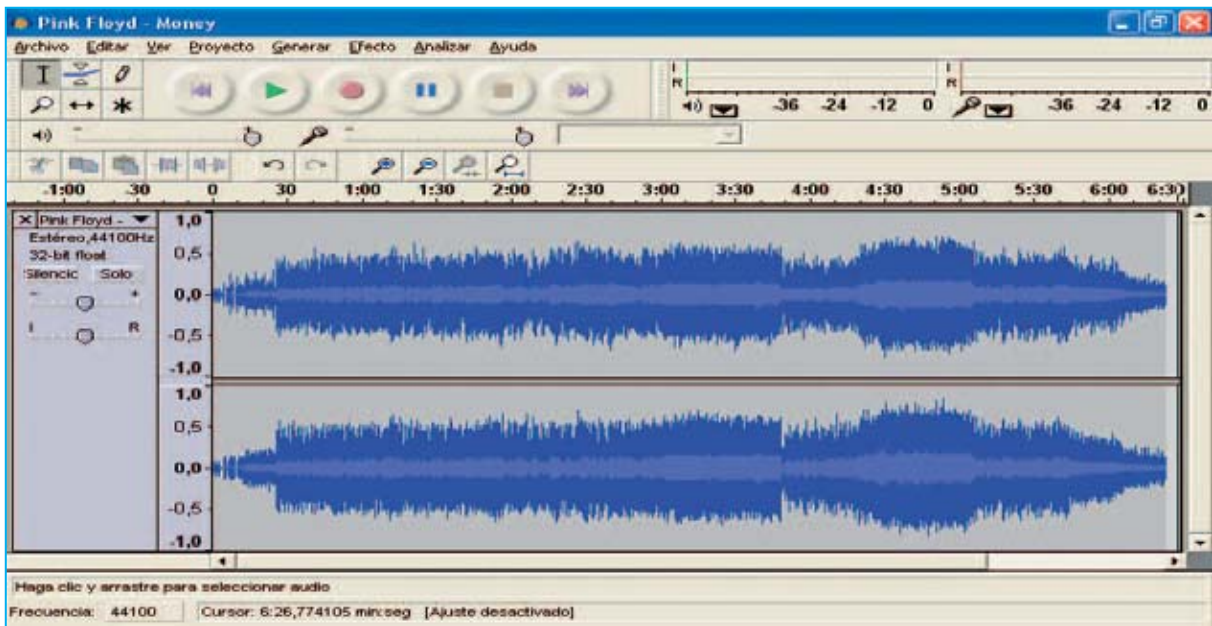 Pink Floyd - Money
Archivo Editar Ver Proyecto Generar Efecto Analizar Ayuda
I
R
-36 -24 -12 0
I
R
-36 -24 -12 0
-1:00 30 0 30 1:00 1:30 2:00 2:30 3:00 3:30 4:00 4:30 5:00 5:30 6:00 6:30
X Pink Floyd -
Estéreo,44100Hz
32-bit float
Silencic Solo
- +
I R
1,0
0,5
0,0
-0,5
-1,0
1,0
0,5
0,0
-0,5
-1,0
Haga clic y arrastre para seleccionar audio
Frecuencia: 44100 Cursor: 6:26,774105 min:seg [Ajuste desactivado]